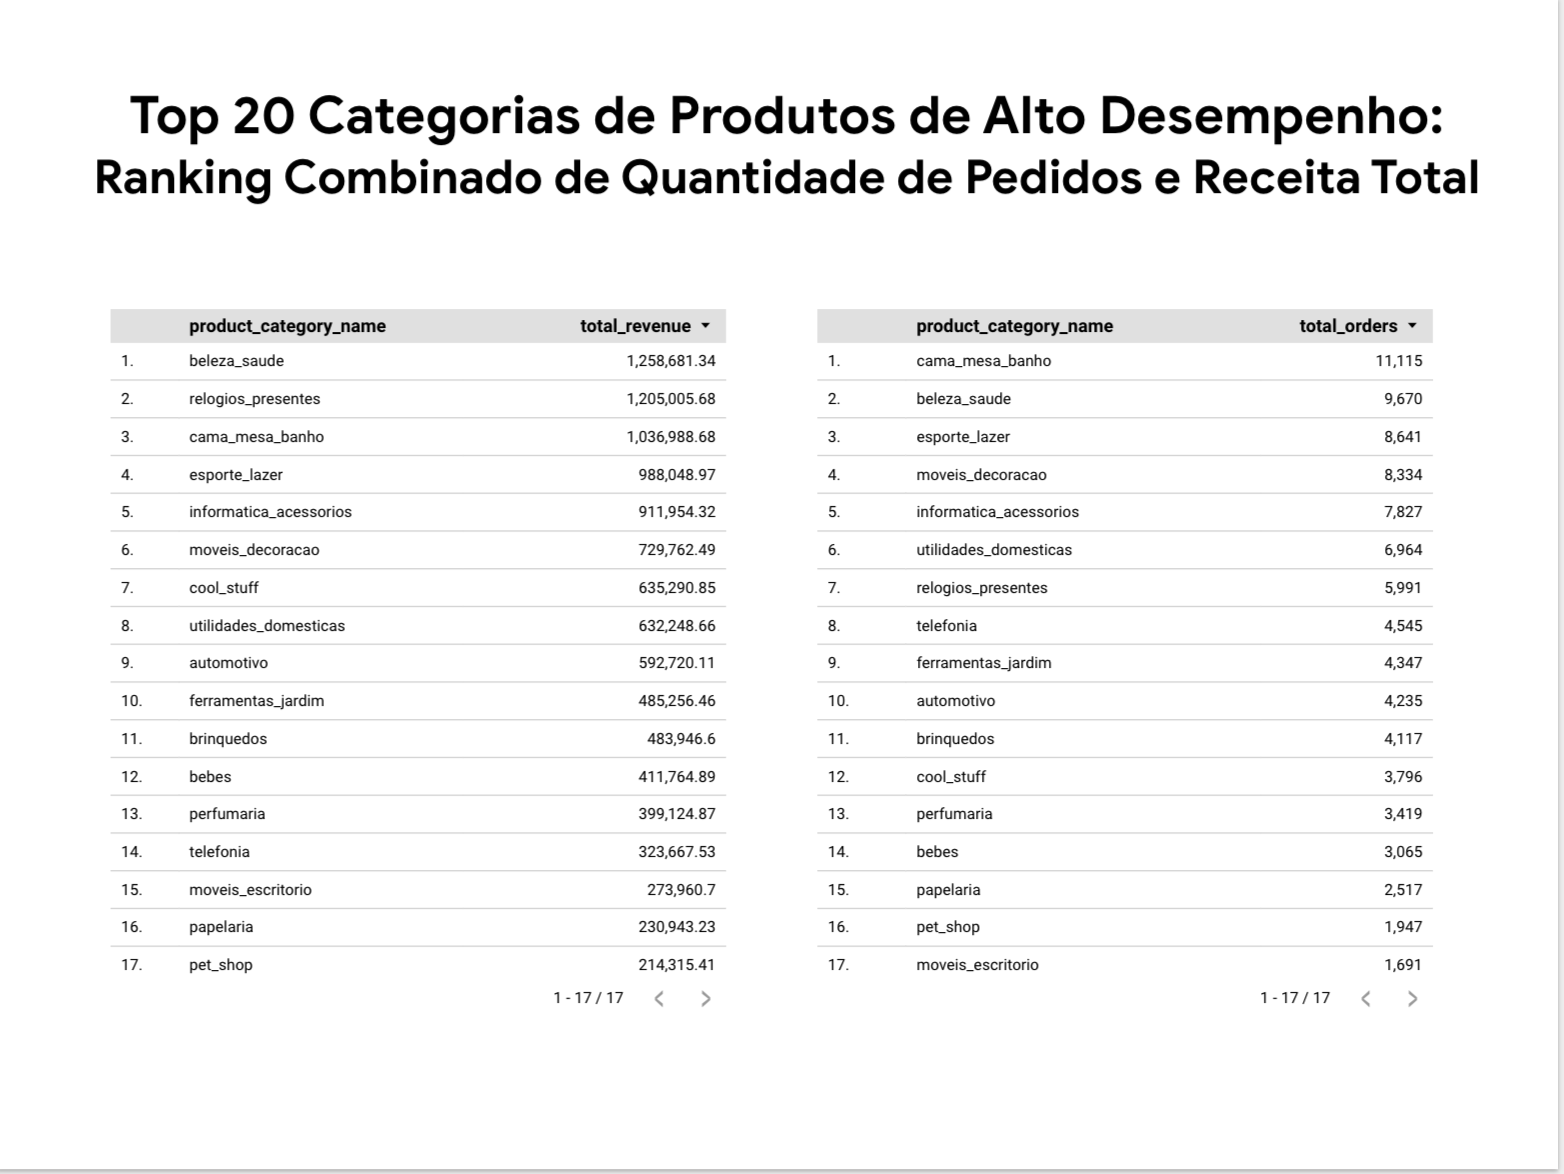 Top 20 Categorias de Produtos de Alto Desempenho:
Ranking Combinado de Quantidade de Pedidos e Receita Total
product_category_name total_revenue
1. beleza_saude 1,258,681.34
2. relogios_presentes 1,205,005.68
3. cama_mesa_banho 1,036,988.68
4. esporte_lazer 988,048.97
5. informatica_acessorios 911,954.32
6. moveis_decoracao 729,762.49
7. cool_stuff 635,290.85
8. utilidades_domesticas 632,248.66
9. automotivo 592,720.11
10. ferramentas_jardim 485,256.46
11. brinquedos 483,946.6
12. bebes 411,764.89
13. perfumaria 399,124.87
14. telefonia 323,667.53
15. moveis_escritorio 273,960.7
16. papelaria 230,943.23
17. pet_shop 214,315.41
1 - 17 / 17
product_category_name total_orders
1. cama_mesa_banho 11,115
2. beleza_saude 9,670
3. esporte_lazer 8,641
4. moveis_decoracao 8,334
5. informatica_acessorios 7,827
6. utilidades_domesticas 6,964
7. relogios_presentes 5,991
8. telefonia 4,545
9. ferramentas_jardim 4,347
10. automotivo 4,235
11. brinquedos 4,117
12. cool_stuff 3,796
13. perfumaria 3,419
14. bebes 3,065
15. papelaria 2,517
16. pet_shop 1,947
17. moveis_escritorio 1,691
1 - 17 / 17